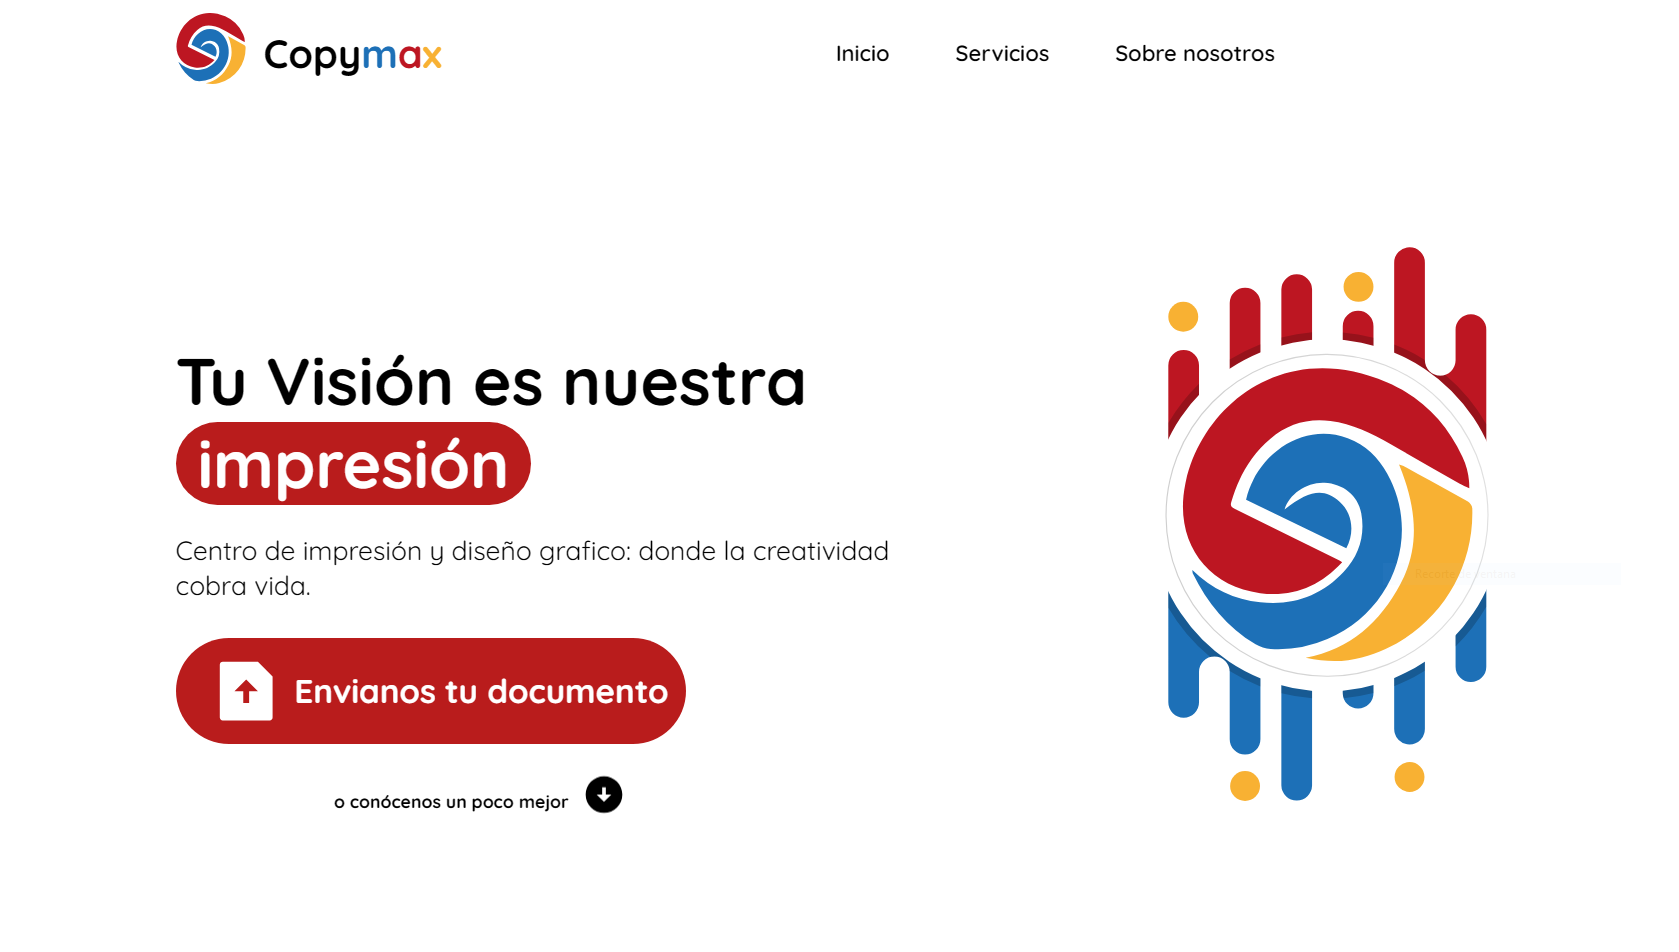 Copymax
Inicio
Servicios
Sobre nosotros
Tu Visión es nuestra
impresión
Centro de impresión y diseño grafico: donde la creatividad
cobra vida.
Envianos tu documento
o conócenos un poco mejor